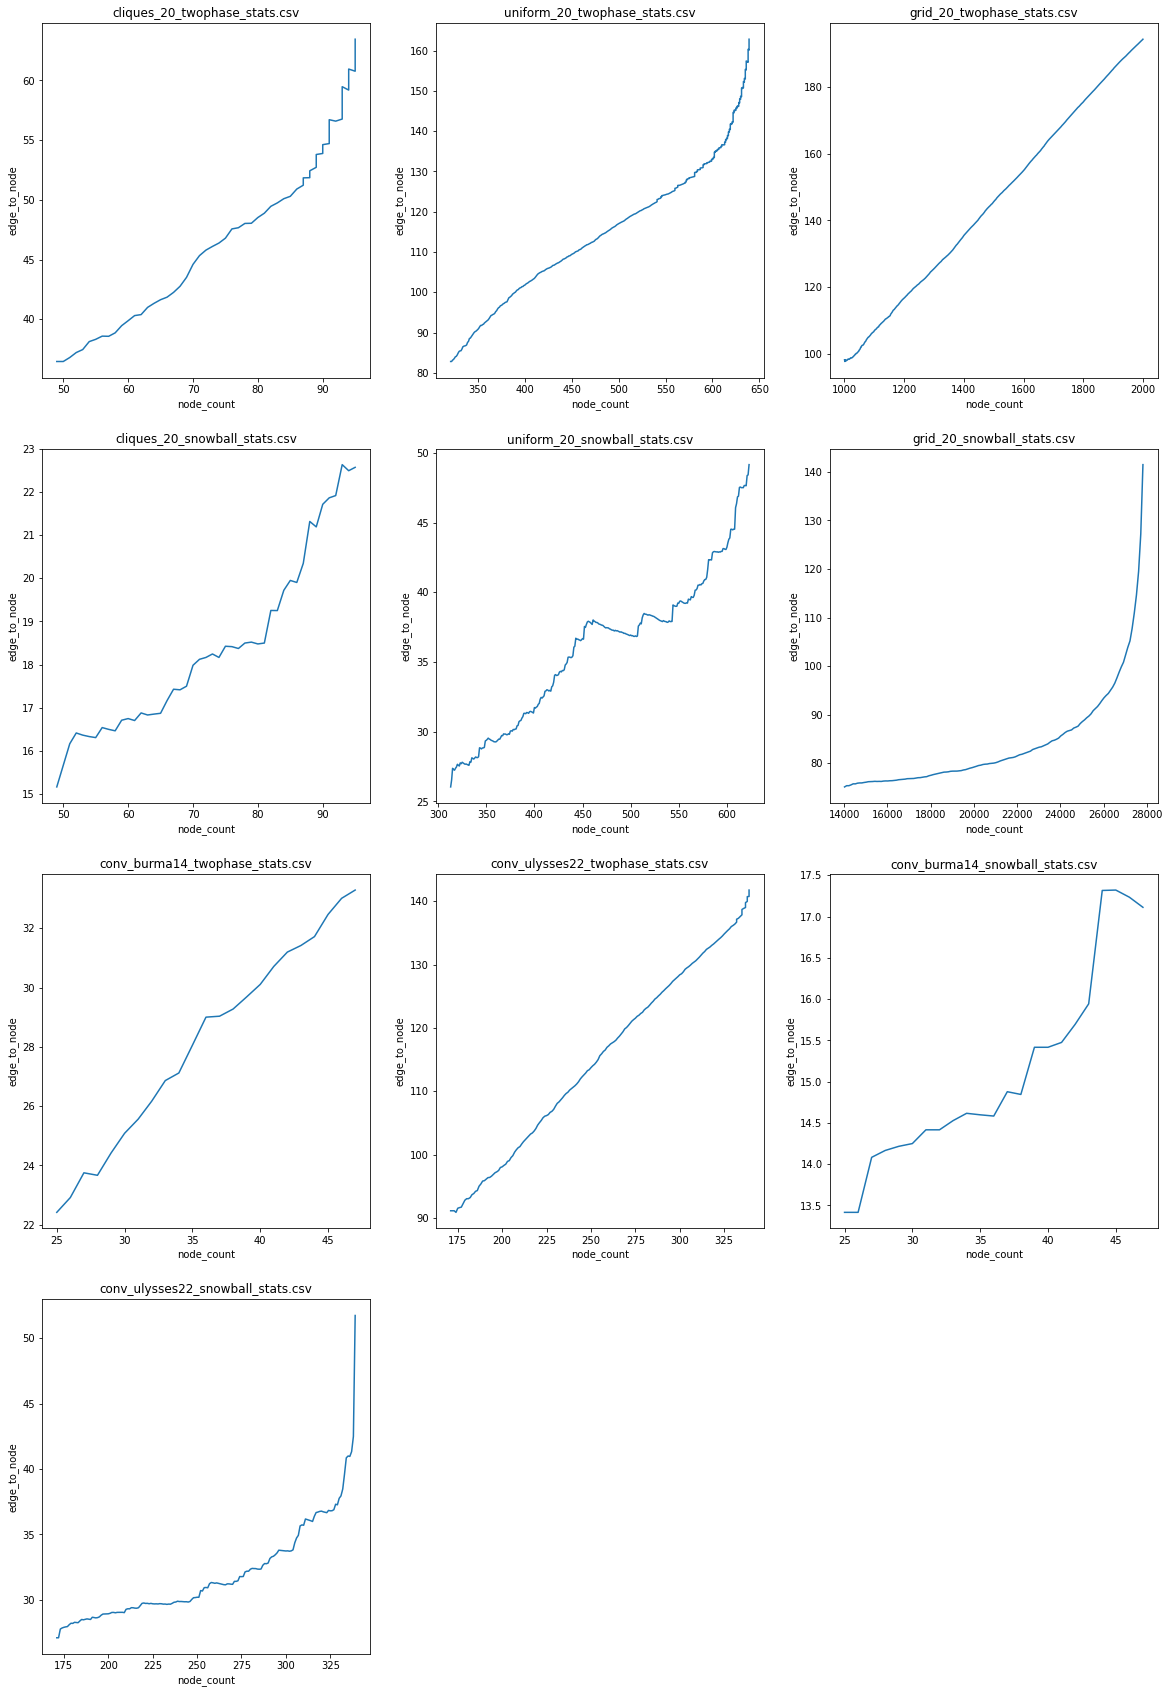 cliques_20_twophase_stats.csv
edge_to_node
60
55
50
45
40
50 60 70 80 90
node_count
uniform_20_twophase_stats.csv
edge_to_node
160
150
140
130
120
110
100
90
80
350 400 450 500 550 600 650
node_count
grid_20_twophase_stats.csv
edge_to_node
180
160
140
120
100
1000 1200 1400 1600 1800 2000
node_count
cliques_20_snowball_stats.csv
edge_to_node
23
22
21
20
19
18
17
16
15
50 60 70 80 90
node_count
uniform_20_snowball_stats.csv
edge_to_node
50
45
40
35
30
25
300 350 400 450 500 550 600
node_count
grid_20_snowball_stats.csv
edge_to_node
140
130
120
110
100
90
80
14000 16000 18000 20000 22000 24000 26000 28000
node_count
conv_burma14_twophase_stats.csv
edge_to_node
32
30
28
26
24
22
25 30 35 40 45
node_count
conv_ulysses22_twophase_stats.csv
edge_to_node
140
130
120
110
100
90
175 200 225 250 275 300 325
node_count
conv_burma14_snowball_stats.csv
edge_to_node
17.5
17.0
16.5
16.0
15.5
15.0
14.5
14.0
13.5
25 30 35 40 45
node_count
conv_ulysses22_snowball_stats.csv
edge_to_node
50
45
40
35
30
175 200 225 250 275 300 325
node_count